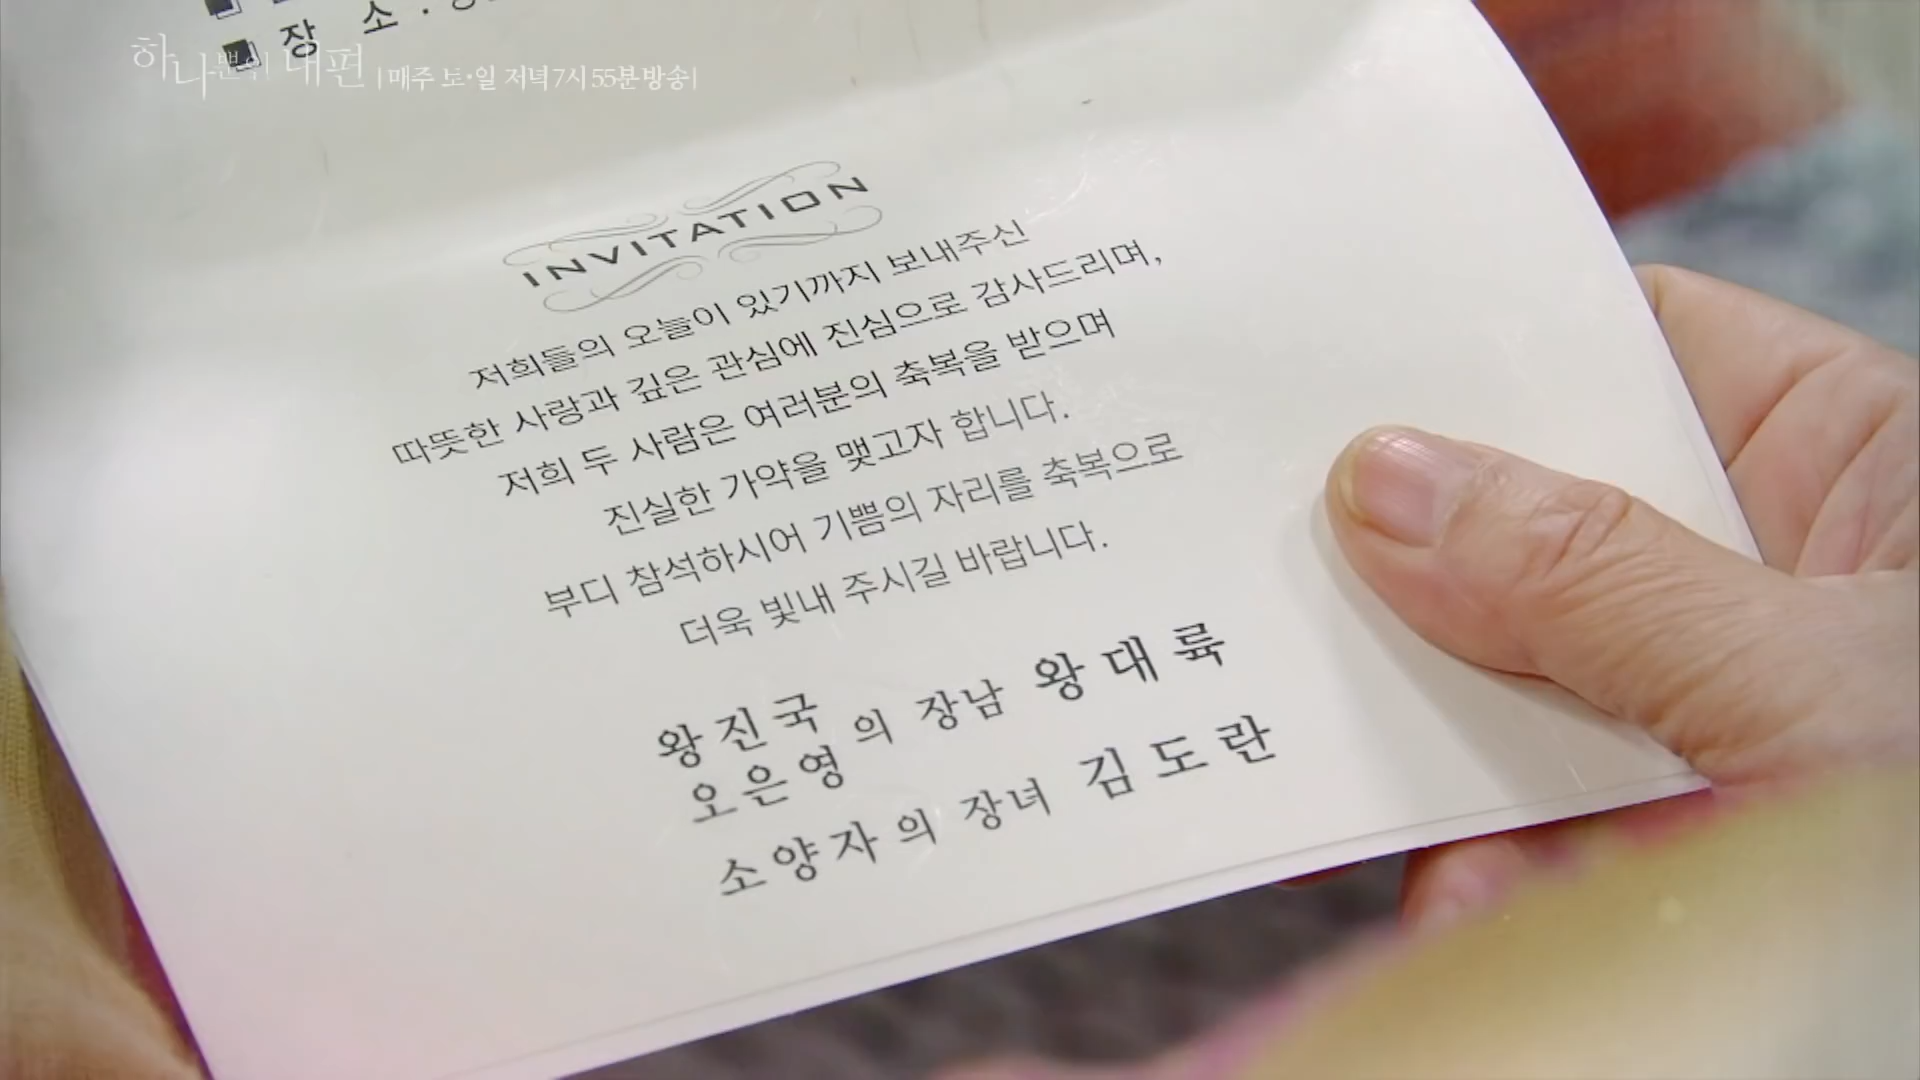 장 소 :
하나뿐인 내편 | 매주 토·일 저녁 7시 55분 방송 |
INVITATION
저희들의 오늘이 있기까지 보내주신
따뜻한 사랑과 깊은 관심에 진심으로 감사드리며,
저희 두 사람은 여러분의 축복을 받으며
진실한 가약을 맺고자 합니다.
부디 참석하시어 기쁨의 자리를 축복으로
더욱 빛내 주시길 바랍니다.
왕진국
오은영 의 장남 왕대륙
소양자의 장녀 김도란